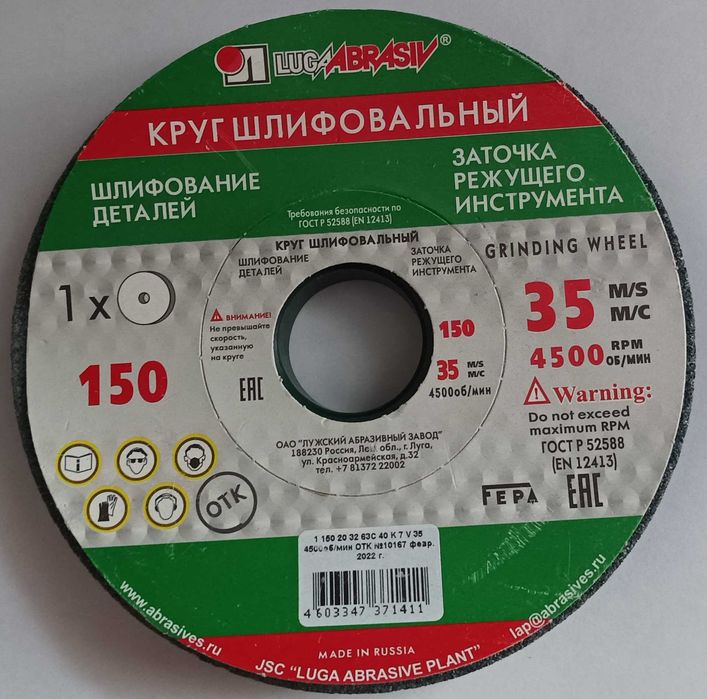 LUGAABRASIV®
КРУГ ШЛИФОВАЛЬНЫЙ
ШЛИФОВАНИЕ
ДЕТАЛЕЙ
ЗАТОЧКА
РЕЖУЩЕГО
ИНСТРУМЕНТА
Требования безопасности по
ГОСТ Р 52588 (EN 12413)
КРУГ ШЛИФОВАЛЬНЫЙ
ШЛИФОВАНИЕ
ДЕТАЛЕЙ
ЗАТОЧКА
РЕЖУЩЕГО
ИНСТРУМЕНТА
ВНИМАНИЕ!
Не превышайте
скорость,
указанную
на круге
150
35 M/S
М/С
4500об/мин
EAC
ОАО "ЛУЖСКИЙ АБРАЗИВНЫЙ ЗАВОД"
188230 Россия, Лен. обл., г. Луга,
ул. Красноармейская, д.32
тел. +7 81372 22002
1 x
150
GRINDING WHEEL
35 M/S
М/С
4500 RPM
ОБ/МИН
Warning:
Do not exceed
maximum RPM
ГОСТ Р 52588
(EN 12413)
FEPA
EAC
ОТК
1 150 20 32 63C 40 K 7 V 35
4500об/мин ОТК №10167 февр.
2022 г.
4 603347 371411
www.abrasives.ru
lap@abrasives.ru
MADE IN RUSSIA
JSC "LUGA ABRASIVE PLANT"